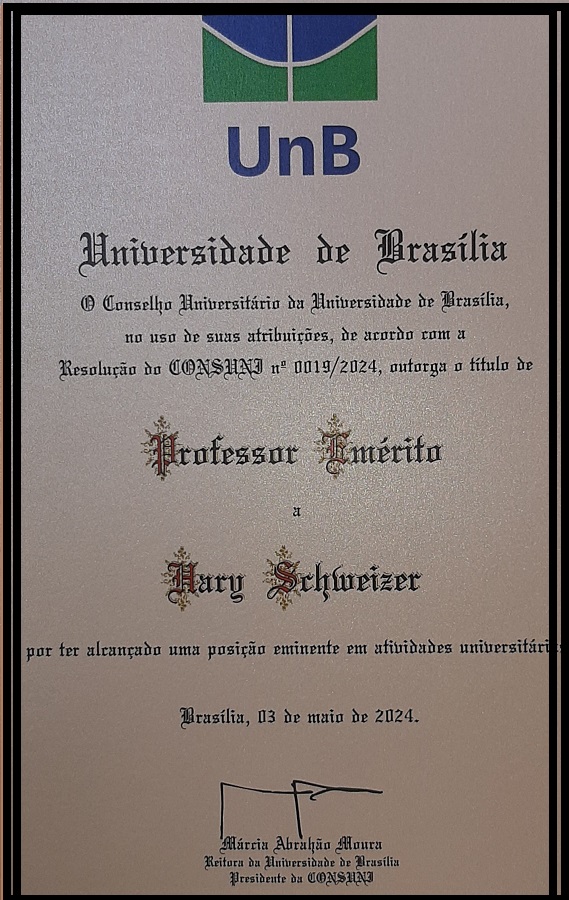 UnB
Universidade de Brasília
O Conselho Universitário da Universidade de Brasília,
no uso de suas atribuições, de acordo com a
Resolução do CONSUNI nº 0019/2024, outorga o título de
Professor Emérito
a
Hary Schweizer
por ter alcançado uma posição eminente em atividades universitári
Brasília, 03 de maio de 2024.
Márcia Abrahão Moura
Reitora da Universidade de Brasília
Presidente da CONSUNI